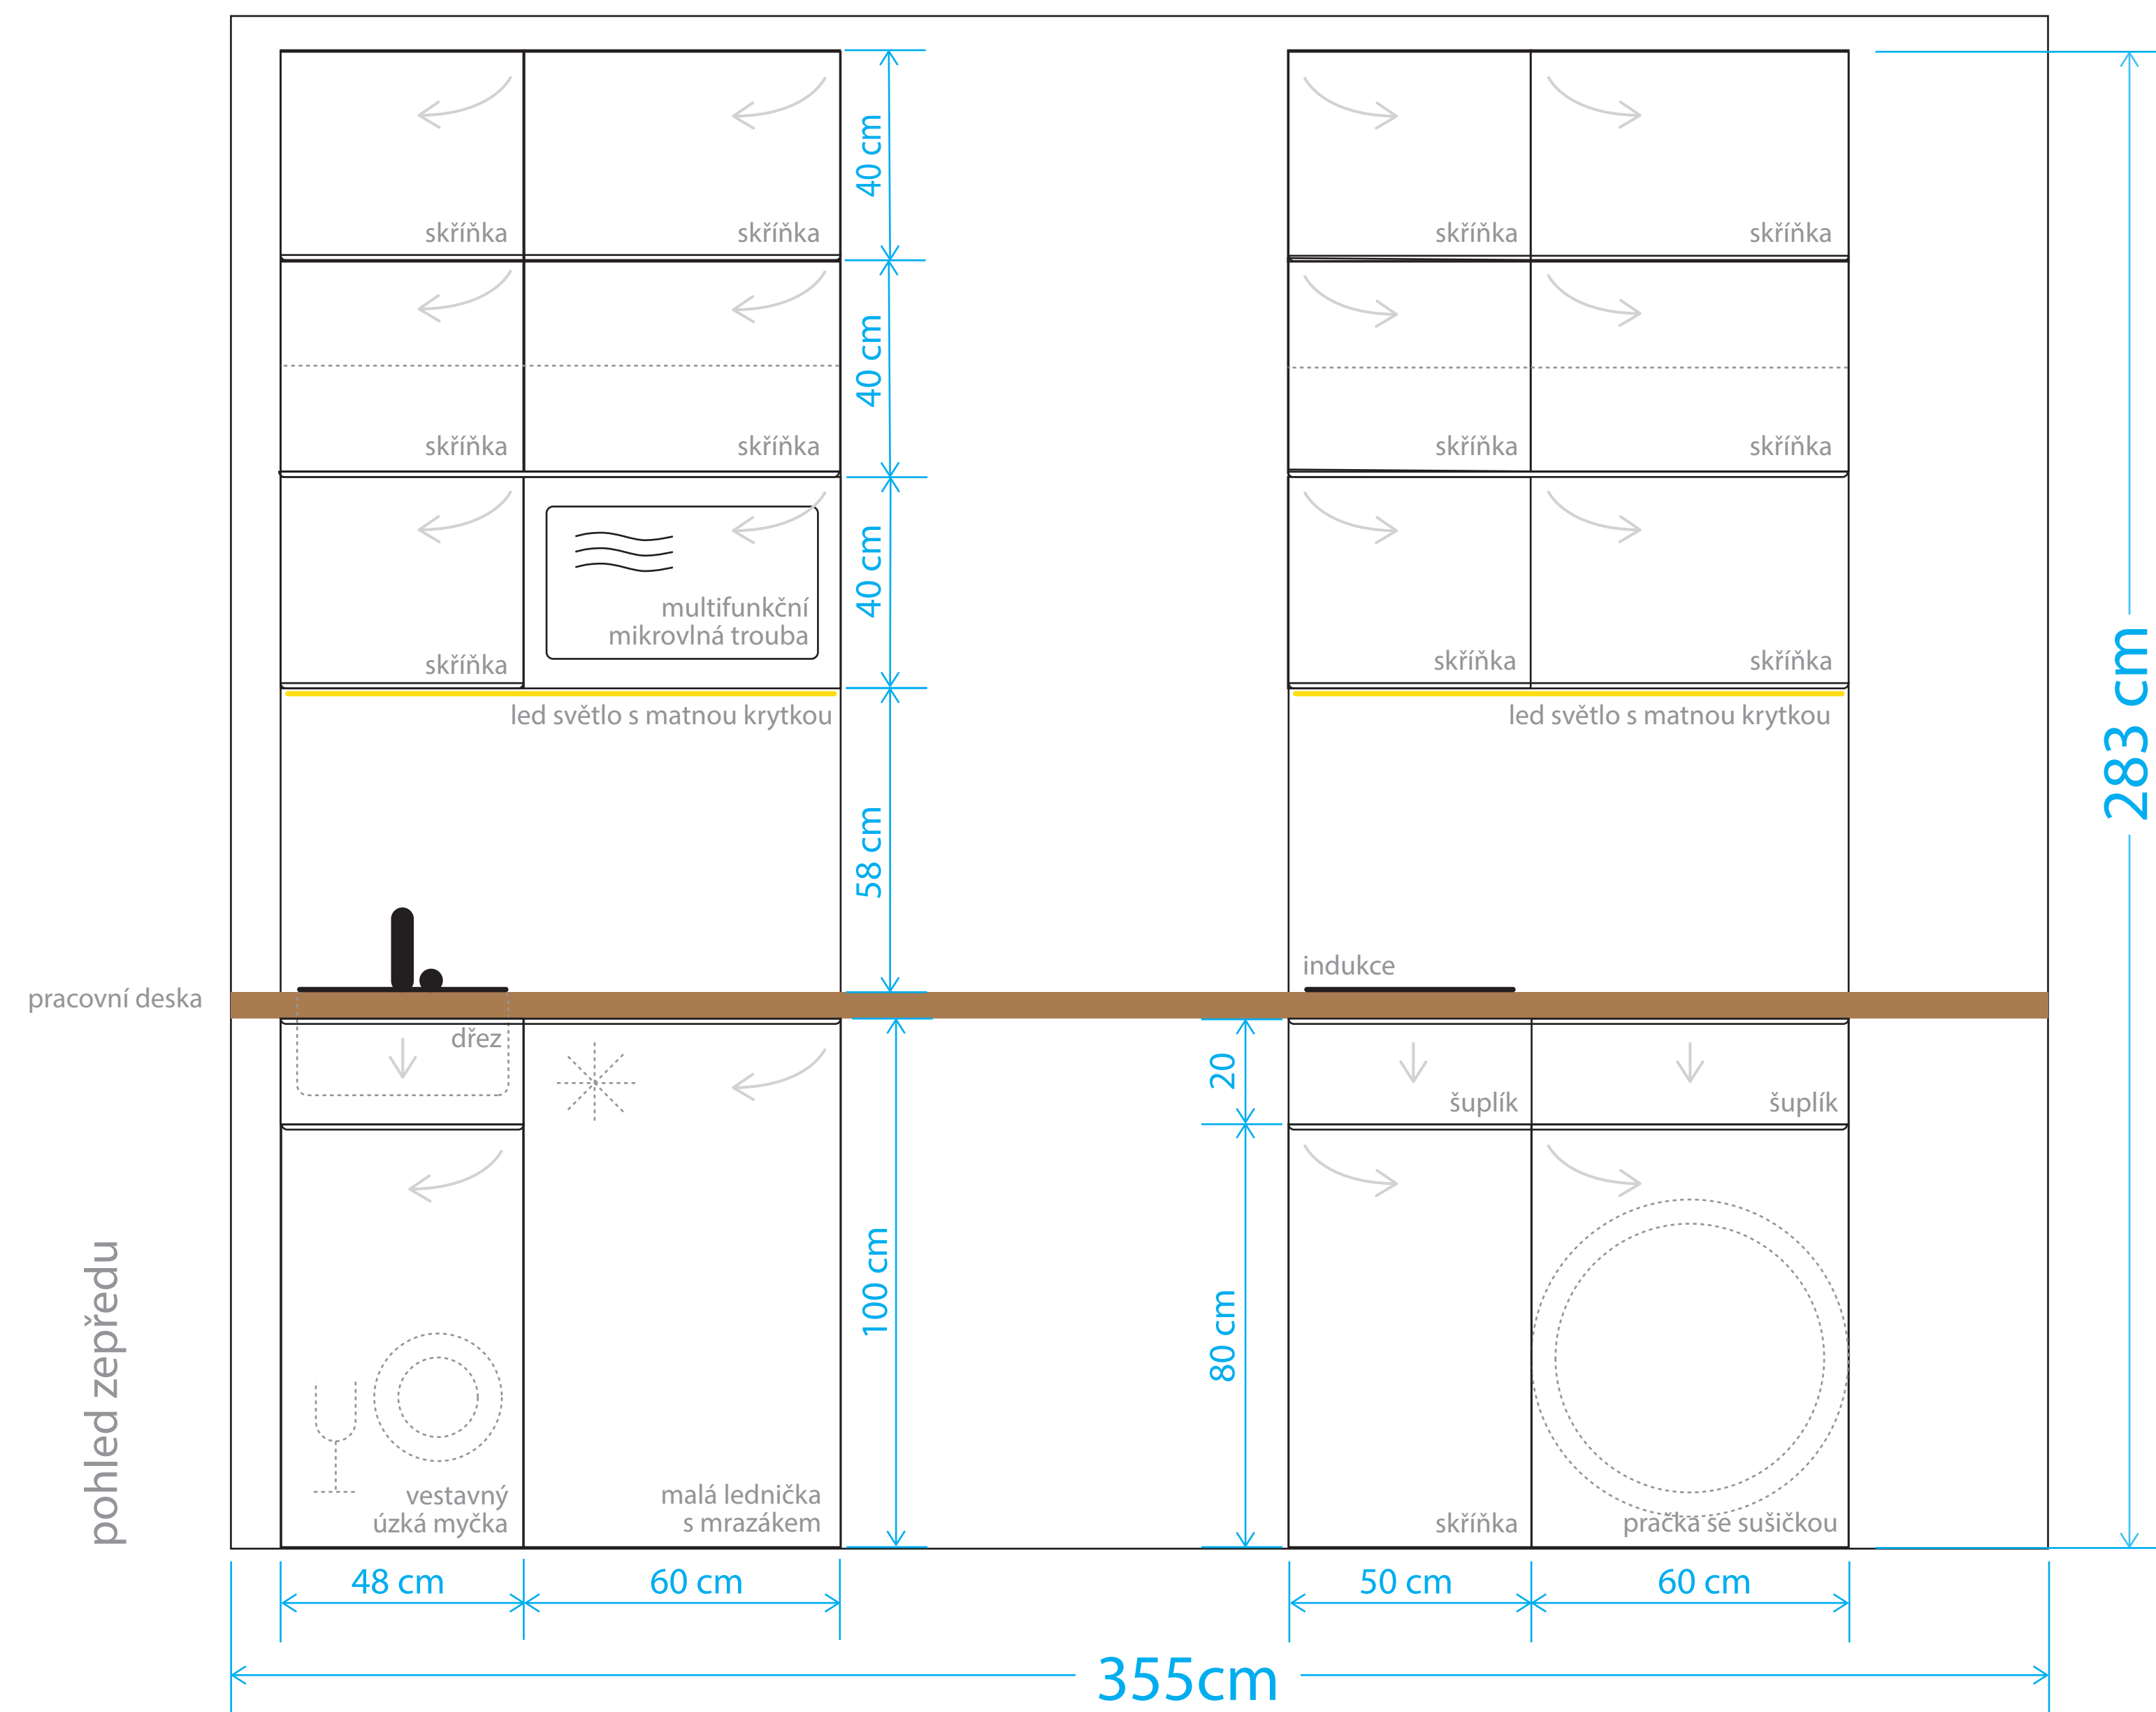 40 cm
skříňka
skříňka
skříňka
skříňka
40 cm
skříňka
skříňka
skříňka
skříňka
40 cm
multifunkční
mikrovlná trouba
skříňka
skříňka
skříňka
led světlo s matnou krytkou
led světlo s matnou krytkou
283 cm
58 cm
indukce
pracovní deska
dřez
20
šuplík
šuplík
100 cm
80 cm
pohled zepředu
vestavný
úzká myčka
malá lednička
s mrazákem
skříňka
pračka se sušičkou
48 cm
60 cm
50 cm
60 cm
355cm